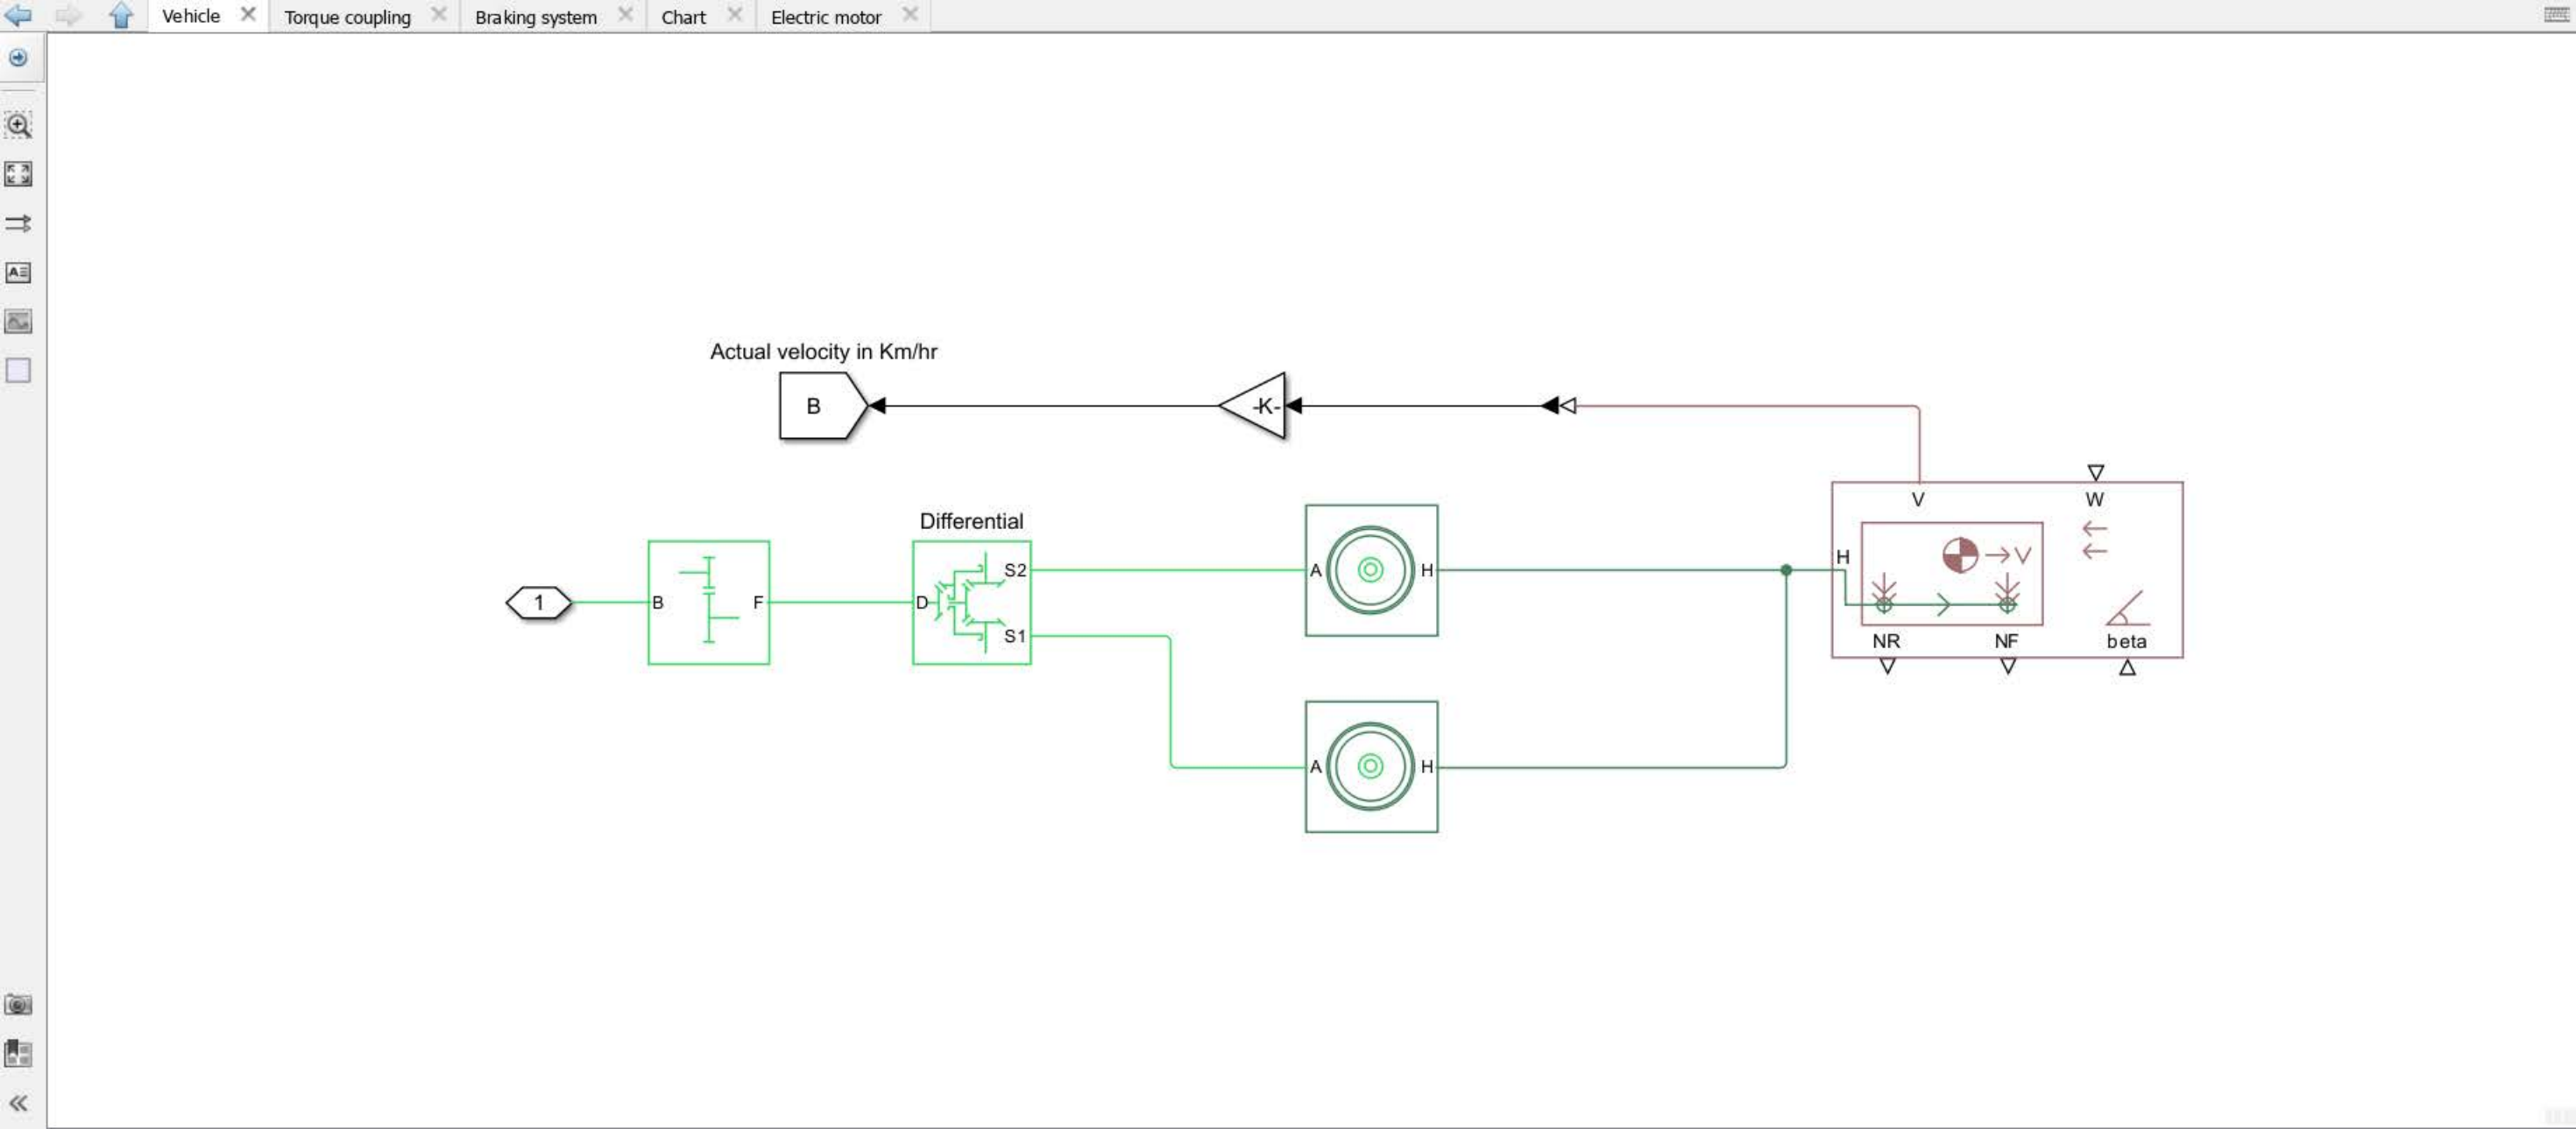 Vehicle
Torque coupling
Braking system
Chart
Electric motor
Actual velocity in Km/hr
B
-K-
V
W
Differential
1
B
F
D
S2
S1
A
H
H
V
NR
NF
beta
A
H